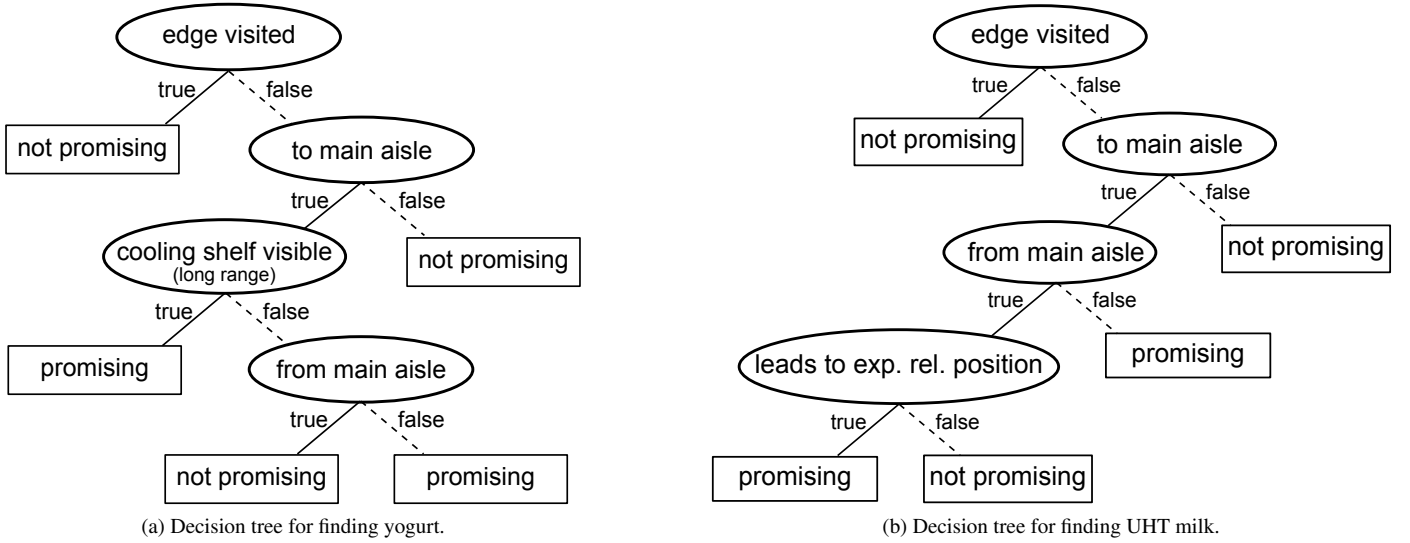 edge visited
true
false
not promising
to main aisle
true
false
cooling shelf visible
(long range)
not promising
true
false
promising
from main aisle
true
false
not promising
promising
(a) Decision tree for finding yogurt.
edge visited
true
false
not promising
to main aisle
true
false
from main aisle
not promising
true
false
leads to exp. rel. position
promising
true
false
promising
not promising
(b) Decision tree for finding UHT milk.